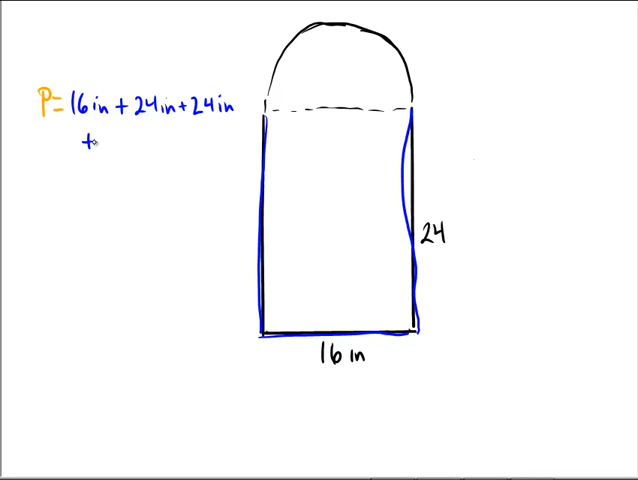 P= 16in + 24in + 24in
+
24
16 in